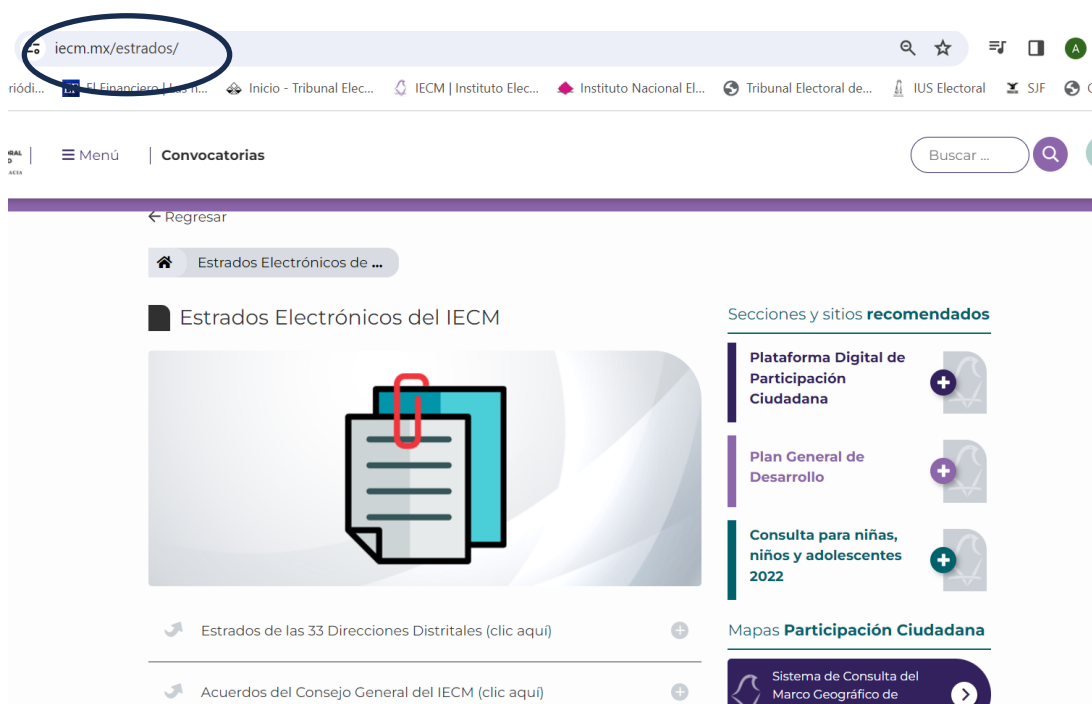 iecm.mx/estrados/
A
riódi...
El Financiero | Las n...
Inicio - Tribunal Elec...
IECM | Instituto Elec...
Instituto Nacional El...
Tribunal Electoral de...
IUS Electoral
SJF
Menú
Convocatorias
Buscar ...
Regresar
Estrados Electrónicos de ...
Estrados Electrónicos del IECM
Estrados de las 33 Direcciones Distritales (clic aquí)
Acuerdos del Consejo General del IECM (clic aquí)
Secciones y sitios recomendados
Plataforma Digital de
Participación
Ciudadana
Plan General de
Desarrollo
Consulta para niñas,
niños y adolescentes
2022
Mapas Participación Ciudadana
Sistema de Consulta del
Marco Geográfico de